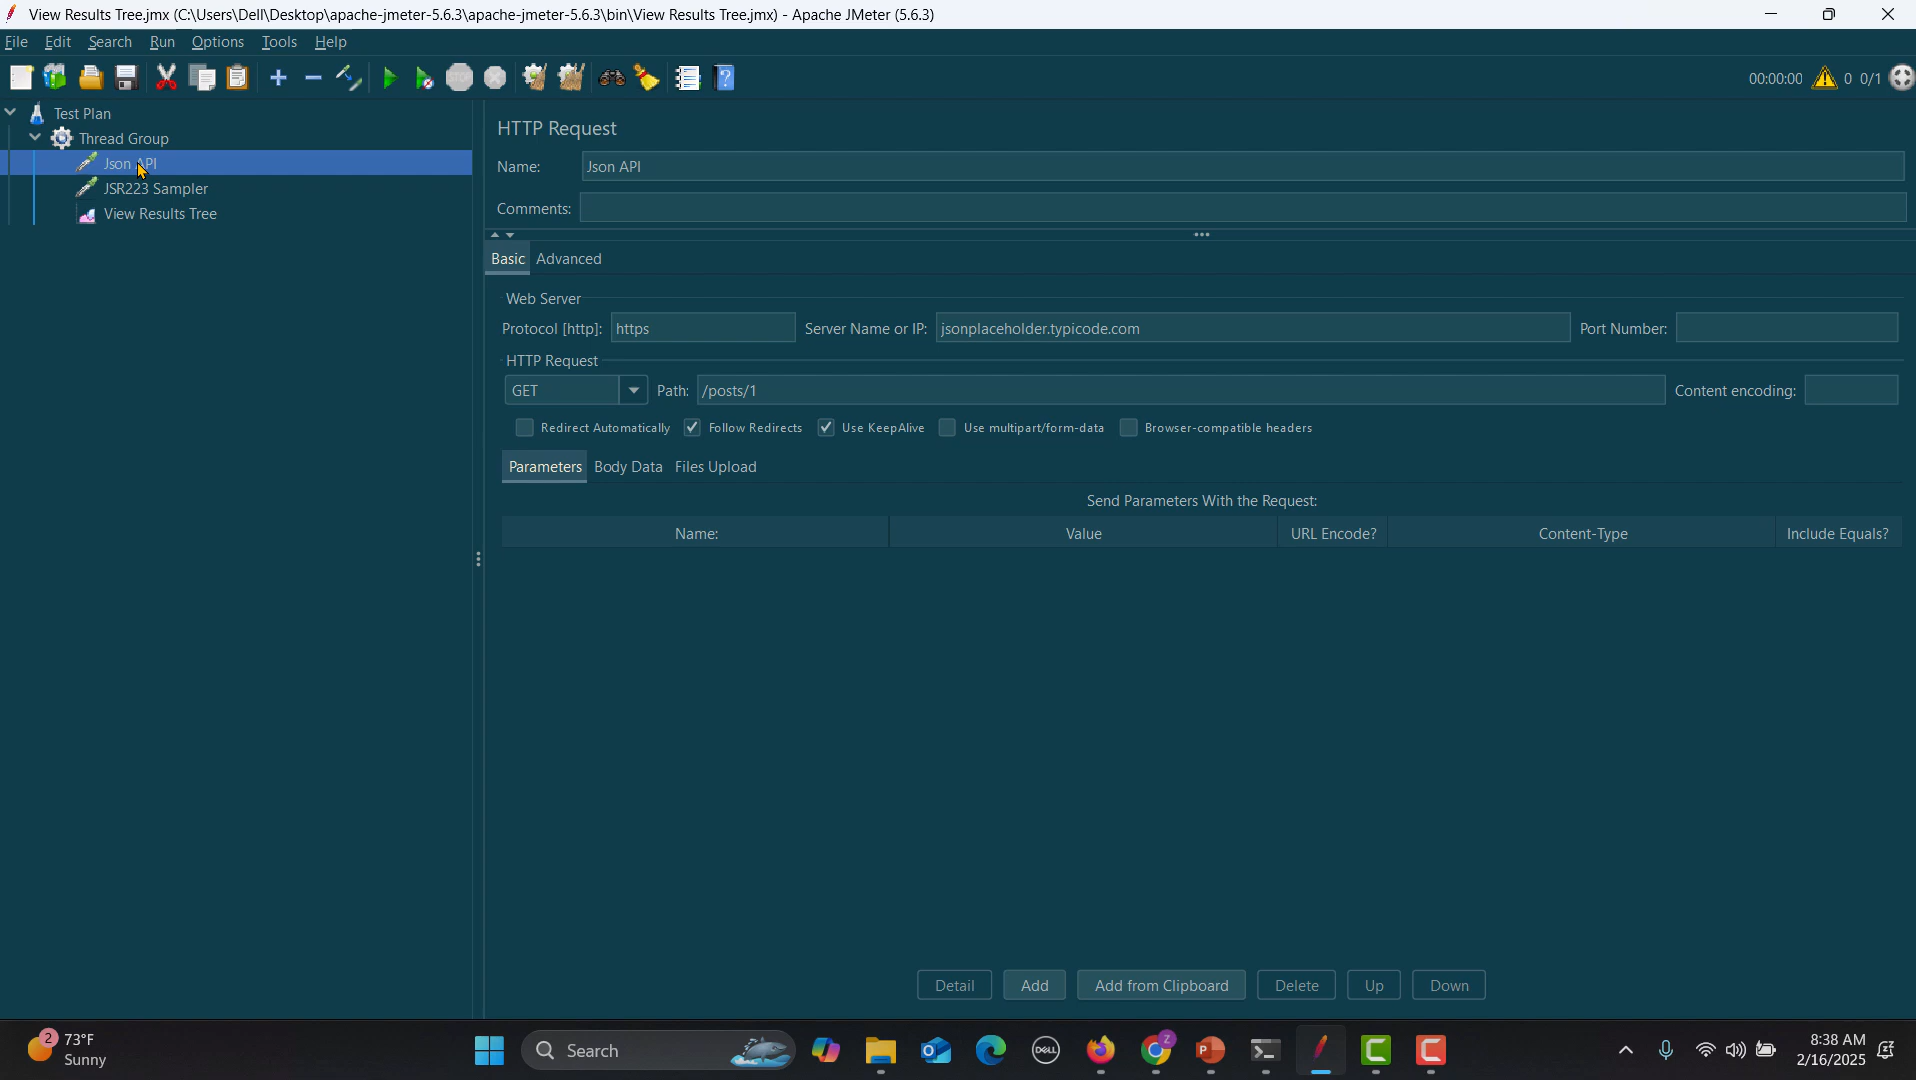 View Results Tree.jmx (C:\Users\Dell\Desktop\apache-jmeter-5.6.3\apache-jmeter-5.6.3\bin\View Results Tree.jmx) - Apache JMeter (5.6.3)
File Edit Search Run Options Tools Help
STOP ? 00:00:00 0 0/1
Test Plan
Thread Group
Json API
JSR223 Sampler
View Results Tree
HTTP Request
Name: Json API
Comments:
Basic Advanced
Web Server
Protocol [http]: https Server Name or IP: jsonplaceholder.typicode.com Port Number:
HTTP Request
GET Path: /posts/1 Content encoding:
Redirect Automatically Follow Redirects Use KeepAlive Use multipart/form-data Browser-compatible headers
Parameters Body Data Files Upload
Send Parameters With the Request:
Name: Value URL Encode? Content-Type Include Equals?
Detail Add Add from Clipboard Delete Up Down
2 73°F
Sunny
Search
DELL
Z
P
C
C
8:38 AM
2/16/2025